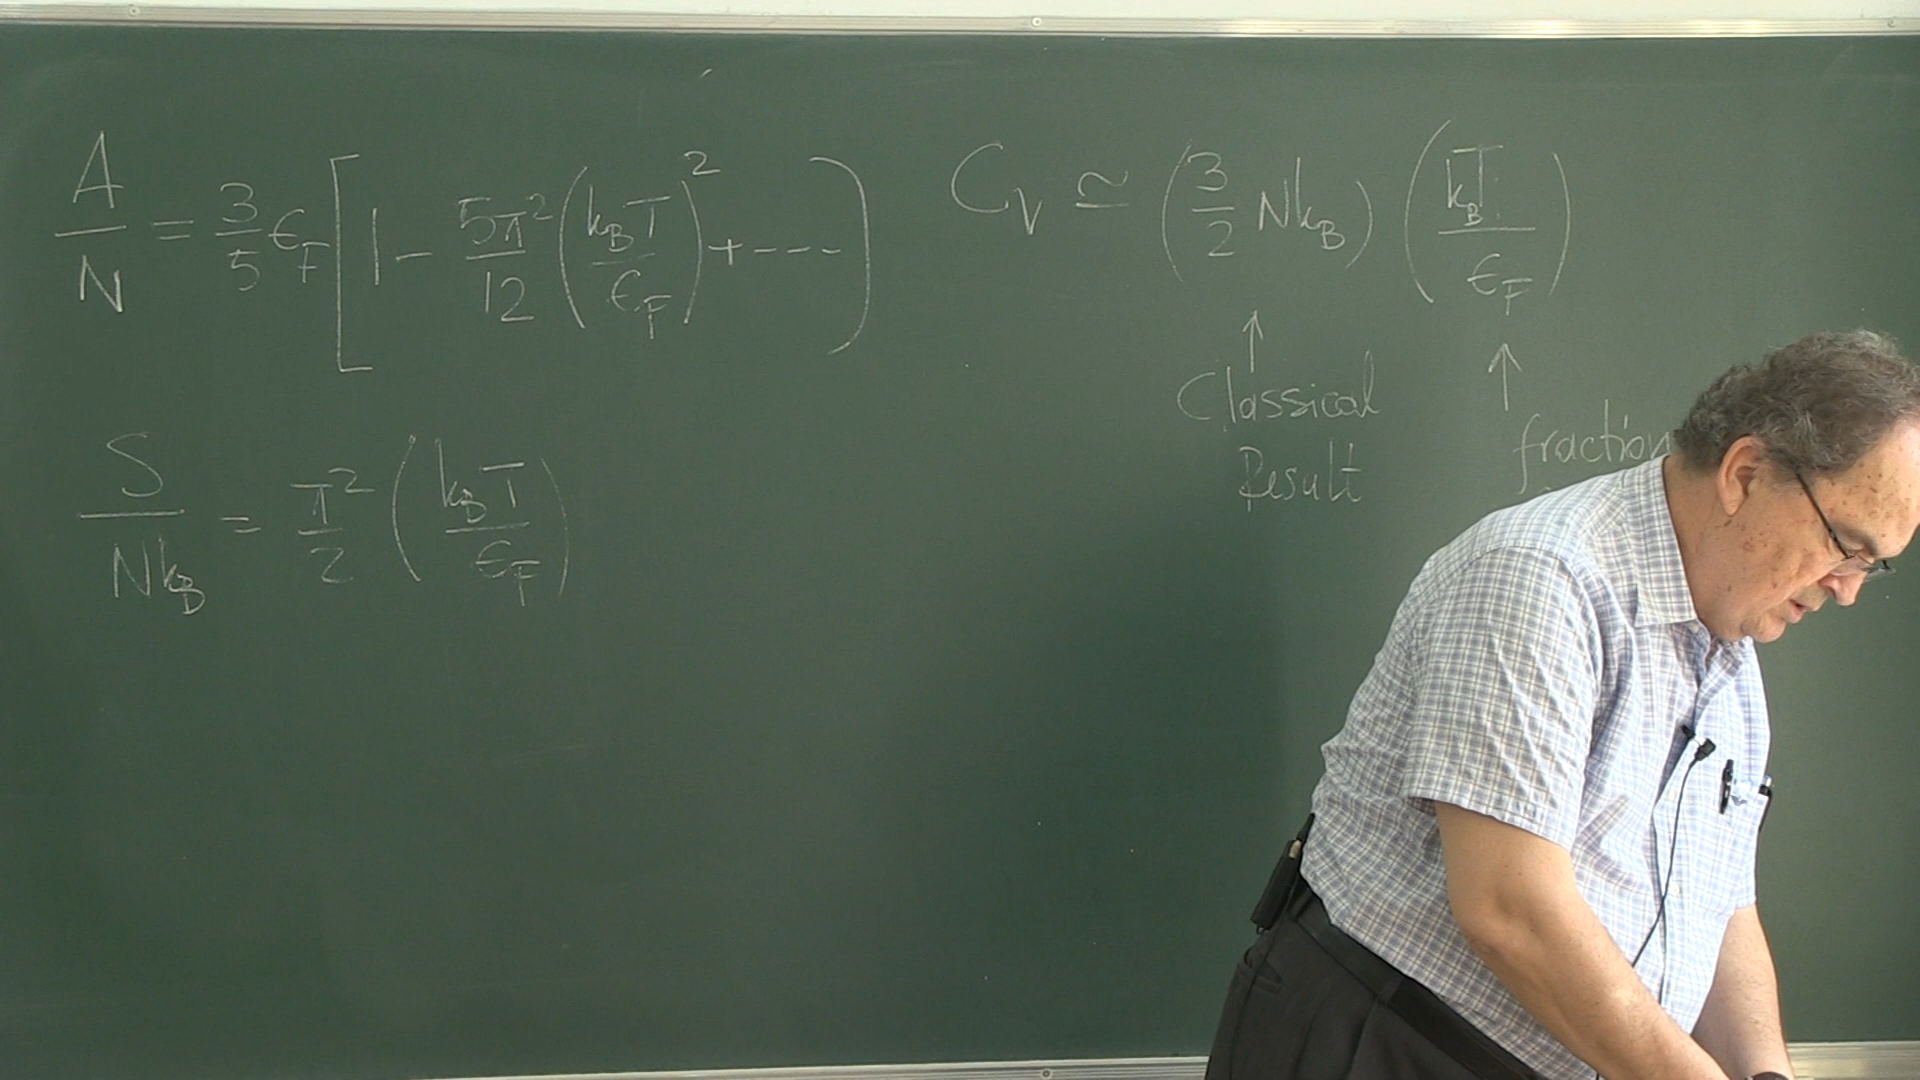 A/N = 3/5 ϵ_F [1 - 5π²/12 (k_BT/ϵ_F)² + ----]
S/Nk_B = π²/2 (k_BT/ϵ_F)
C_V ≃ (3/2 Nk_B) (k_BT/ϵ_F)
↑ ↑
Classical
Result
fraction